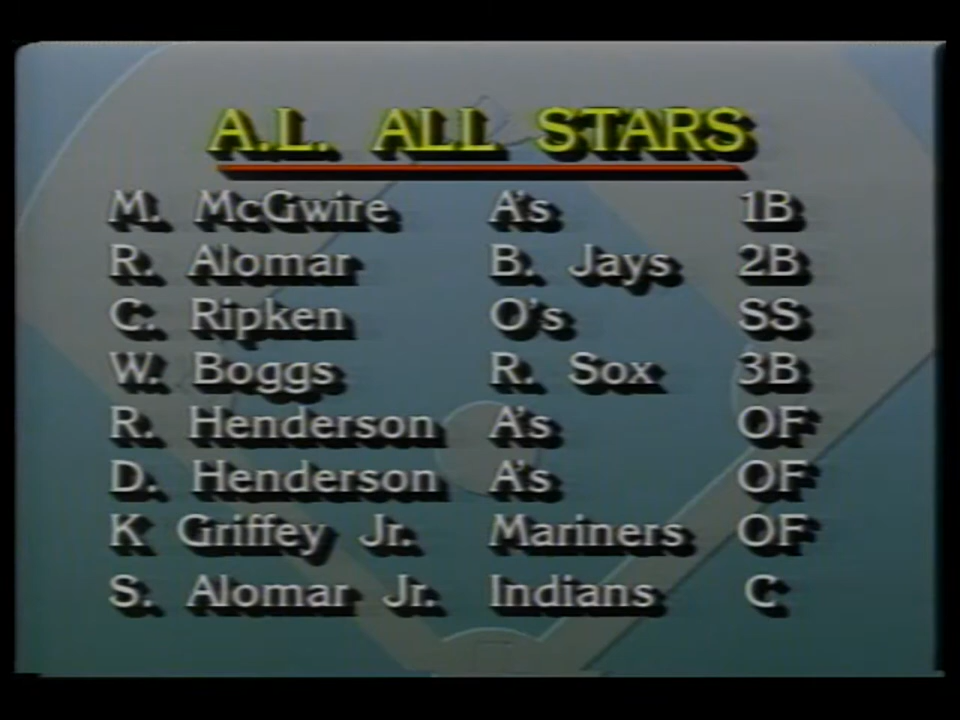 A.L. ALL STARS
M. McGwire A's 1B
R. Alomar B. Jays 2B
C. Ripken O's SS
W. Boggs R. Sox 3B
R. Henderson A's OF
D. Henderson A's OF
K Griffey Jr. Mariners OF
S. Alomar Jr. Indians C